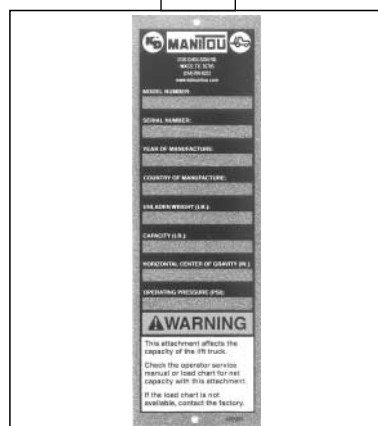 KD MANITOU
WACO, TX
MODEL NUMBER:
SERIAL NUMBER:
YEAR OF MANUFACTURE:
COUNTRY OF MANUFACTURE:
UNLADEN WEIGHT (LB.):
CAPACITY (LB.):
HORIZONTAL CENTER OF GRAVITY (IN.):
OPERATING PRESSURE (PSI):
WARNING
This attachment affects the
capacity of the lift truck.
Check the operator service
manual or load chart for net
capacity with this attachment.
If the load chart is not
available, contact the factory.